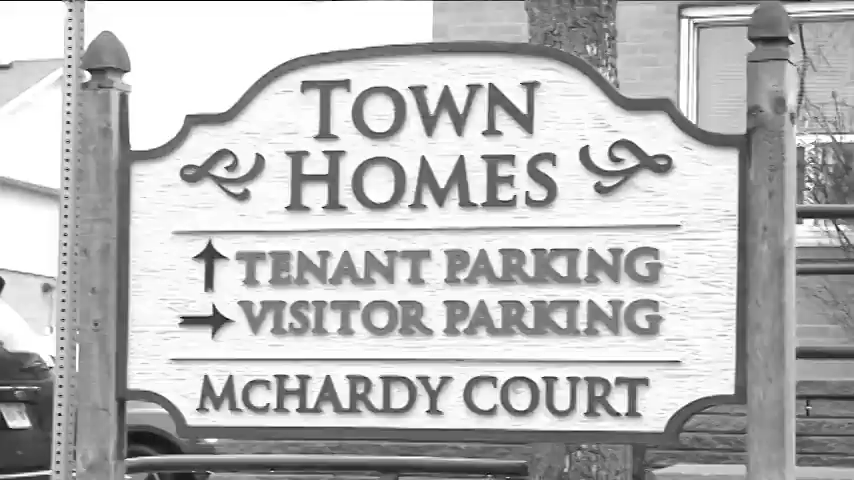 TOWN
HOMES
↑ TENANT PARKING
→ VISITOR PARKING
MCHARDY COURT